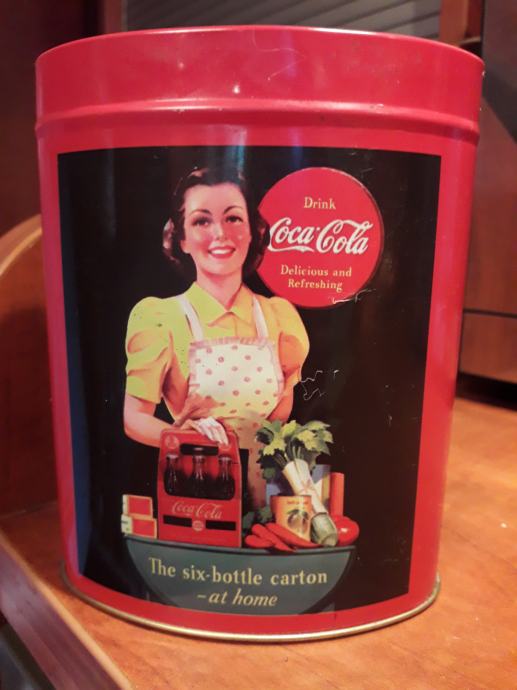 Drink
Coca-Cola
Delicious and
Refreshing
Coca-Cola
The six-bottle carton
–at home